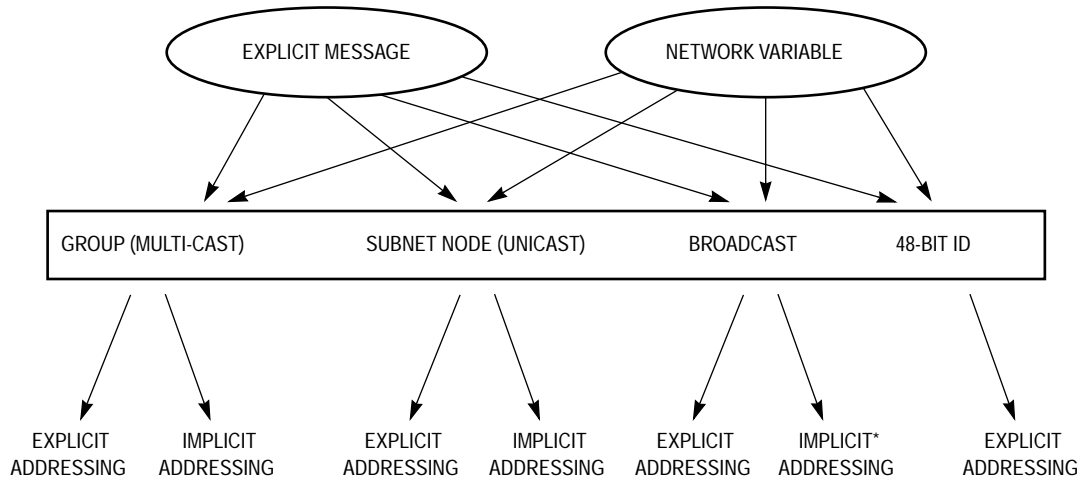 EXPLICIT MESSAGE
NETWORK VARIABLE
GROUP (MULTI-CAST)
SUBNET NODE (UNICAST)
BROADCAST
48-BIT ID
EXPLICIT
ADDRESSING
IMPLICIT
ADDRESSING
EXPLICIT
ADDRESSING
IMPLICIT
ADDRESSING
EXPLICIT
ADDRESSING
IMPLICIT*
ADDRESSING
EXPLICIT
ADDRESSING